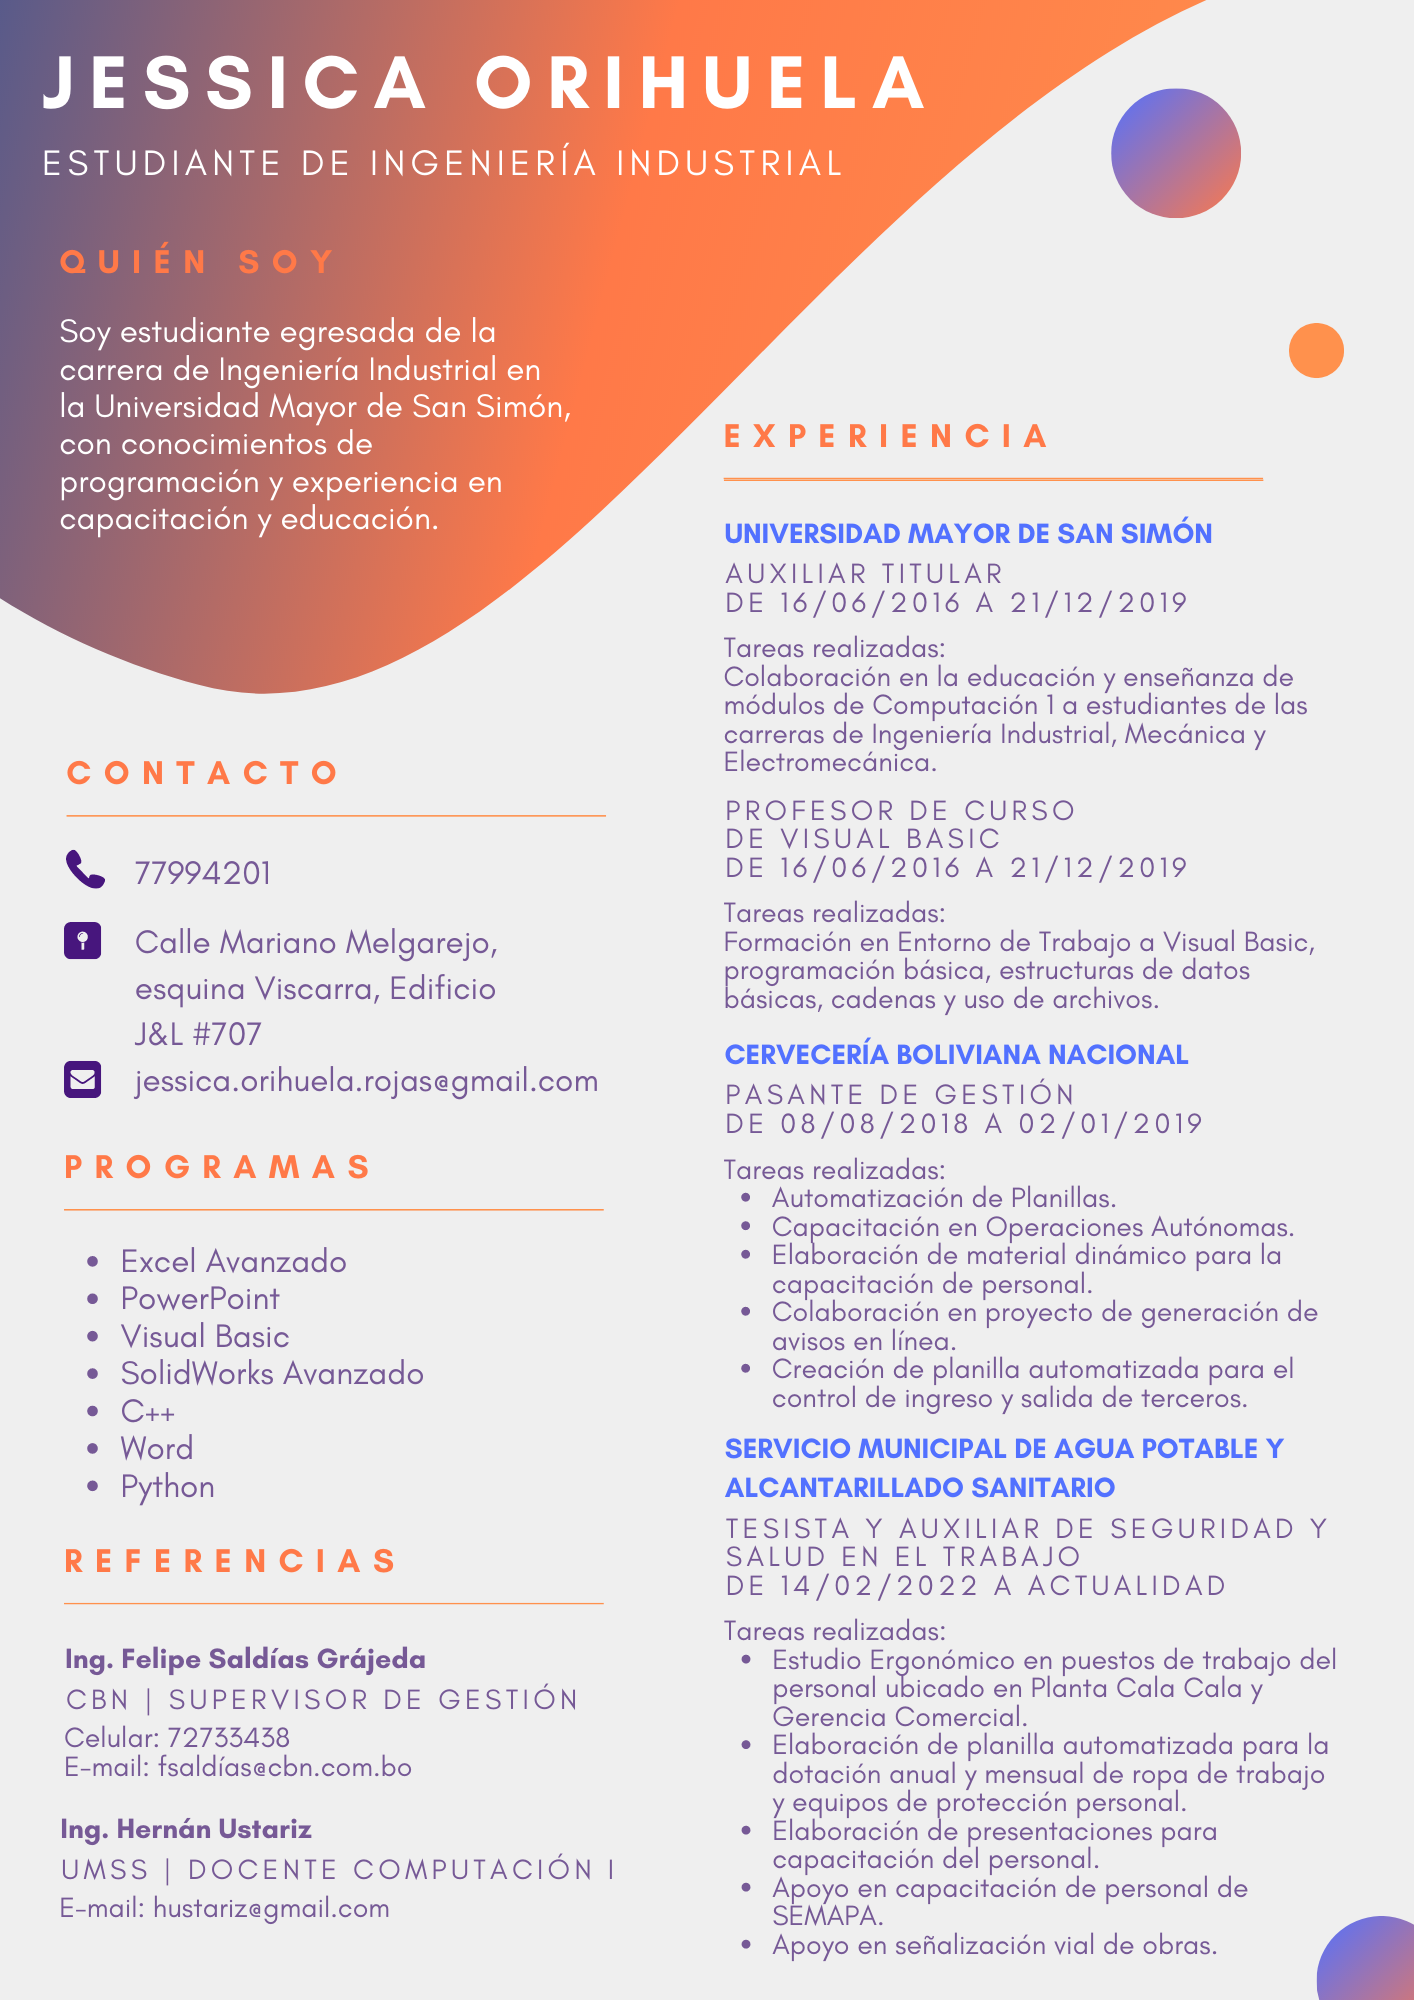 JESSICA ORIHUELA
ESTUDIANTE DE INGENIERÍA INDUSTRIAL
QUIÉN SOY
Soy estudiante egresada de la
carrera de Ingeniería Industrial en
la Universidad Mayor de San Simón,
con conocimientos de
programación y experiencia en
capacitación y educación.
CONTACTO
77994201
Calle Mariano Melgarejo,
esquina Viscarra, Edificio
J&L #707
jessica.orihuela.rojas@gmail.com
PROGRAMAS
• Excel Avanzado
• PowerPoint
• Visual Basic
• SolidWorks Avanzado
• C++
• Word
• Python
REFERENCIAS
Ing. Felipe Saldías Grájeda
CBN | SUPERVISOR DE GESTIÓN
Celular: 72733438
E-mail: fsaldías@cbn.com.bo
Ing. Hernán Ustariz
UMSS | DOCENTE COMPUTACIÓN I
E-mail: hustariz@gmail.com
EXPERIENCIA
UNIVERSIDAD MAYOR DE SAN SIMÓN
AUXILIAR TITULAR
DE 16/06/2016 A 21/12/2019
Tareas realizadas:
Colaboración en la educación y enseñanza de
módulos de Computación 1 a estudiantes de las
carreras de Ingeniería Industrial, Mecánica y
Electromecánica.
PROFESOR DE CURSO
DE VISUAL BASIC
DE 16/06/2016 A 21/12/2019
Tareas realizadas:
Formación en Entorno de Trabajo a Visual Basic,
programación básica, estructuras de datos
básicas, cadenas y uso de archivos.
CERVECERÍA BOLIVIANA NACIONAL
PASANTE DE GESTIÓN
DE 08/08/2018 A 02/01/2019
Tareas realizadas:
• Automatización de Planillas.
• Capacitación en Operaciones Autónomas.
• Elaboración de material dinámico para la
capacitación de personal.
• Colaboración en proyecto de generación de
avisos en línea.
• Creación de planilla automatizada para el
control de ingreso y salida de terceros.
SERVICIO MUNICIPAL DE AGUA POTABLE Y
ALCANTARILLADO SANITARIO
TESISTA Y AUXILIAR DE SEGURIDAD Y
SALUD EN EL TRABAJO
DE 14/02/2022 A ACTUALIDAD
Tareas realizadas:
• Estudio Ergonómico en puestos de trabajo del
personal ubicado en Planta Cala Cala y
Gerencia Comercial.
• Elaboración de planilla automatizada para la
dotación anual y mensual de ropa de trabajo
y equipos de protección personal.
• Elaboración de presentaciones para
capacitación del personal.
• Apoyo en capacitación de personal de
SEMAPA.
• Apoyo en señalización vial de obras.